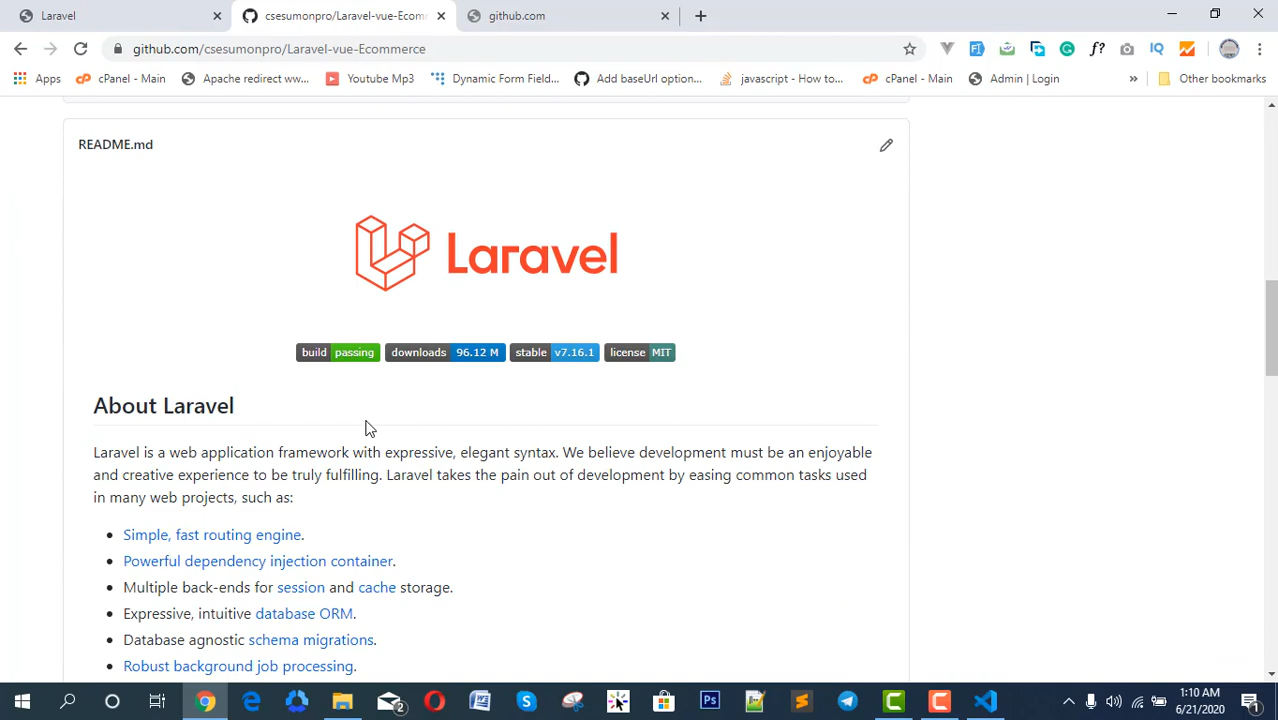 Laravel
csesumonpro/Laravel-vue-Ecomm
github.com
github.com/csesumonpro/Laravel-vue-Ecommerce
Apps
cPanel - Main
Apache redirect ww...
Youtube Mp3
Dynamic Form Field...
Add baseUrl option...
javascript - How to...
cPanel - Main
Admin | Login
»
Other bookmarks
README.md
Laravel
build passing
downloads 96.12 M
stable v7.16.1
license MIT
About Laravel
Laravel is a web application framework with expressive, elegant syntax. We believe development must be an enjoyable
and creative experience to be truly fulfilling. Laravel takes the pain out of development by easing common tasks used
in many web projects, such as:
• Simple, fast routing engine.
• Powerful dependency injection container.
• Multiple back-ends for session and cache storage.
• Expressive, intuitive database ORM.
• Database agnostic schema migrations.
• Robust background job processing.
1:10 AM
6/21/2020